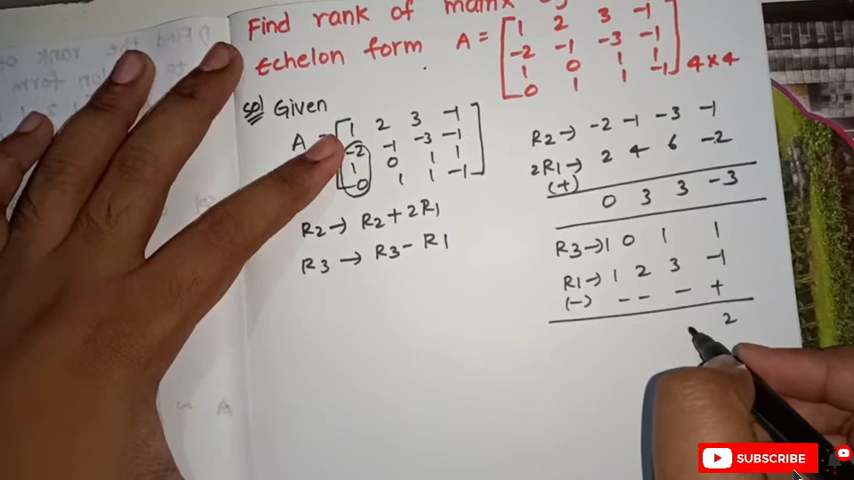 Find rank of
Echelon form A = [1 2 3 -1
-2 -1 -3 -1
1 0 1 1
0 1 1 -1] 4×4
Sol Given
A = [1 2 3 -1
-2 -1 -3 -1
1 0 1 1
0 1 1 -1]
R2 → R2 + 2R1
R3 → R3 - R1
R2 → -2 -1 -3 -1
2R1 → 2 4 6 -2
(+)
0 3 3 -3
R3 → 1 0 1 1
R1 → 1 2 3 -1
(-) - - - +
2
SUBSCRIBE